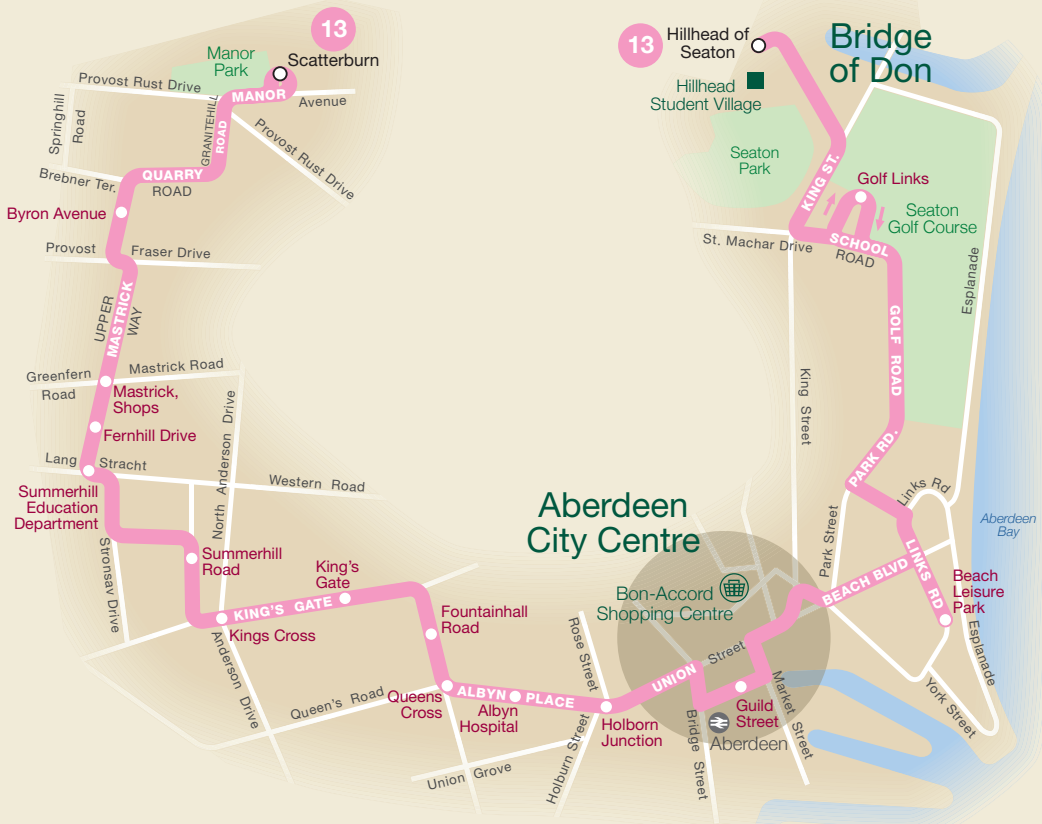 13
Scatterburn
Manor
Park
Provost Rust Drive
MANOR
Avenue
Springhill
Road
GRANITEHILL
ROAD
Provost Rust Drive
Brebner Ter.
QUARRY
ROAD
Byron Avenue
Provost
Fraser Drive
UPPER
MASTRICK
WAY
Greenfern
Road
Mastrick Road
Mastrick,
Shops
Fernhill Drive
Lang
Stracht
North Anderson Drive
Western Road
Summerhill
Education
Department
Stronsav Drive
Summerhill
Road
King's
Gate
KING'S GATE
Kings Cross
Anderson Drive
Fountainhall
Road
Queen's Road
Queens
Cross
ALBYN PLACE
Albyn
Hospital
Union Grove
Rose Street
Holburn Street
Holborn
Junction
Aberdeen
City Centre
Bon-Accord
Shopping Centre
UNION
Street
Guild
Street
Aberdeen
Bridge Street
Market Street
13
Hillhead of
Seaton
Bridge
of Don
Hillhead
Student Village
Seaton
Park
KING ST.
Golf Links
Seaton
Golf Course
St. Machar Drive
SCHOOL
ROAD
GOLF ROAD
Esplanade
King Street
PARK RD.
Links Rd
Park Street
LINKS RD
BEACH BLVD
Aberdeen
Bay
Beach
Leisure
Park
Esplanade
York Street